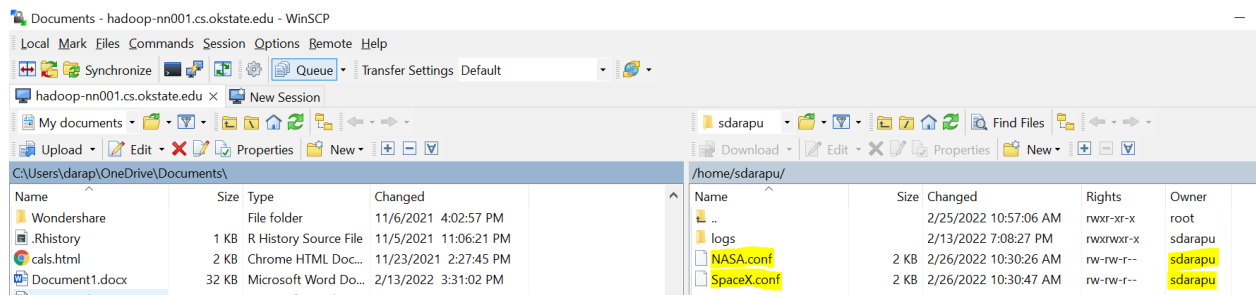 Documents - hadoop-nn001.cs.okstate.edu - WinSCP
Local Mark Files Commands Session Options Remote Help
Synchronize Queue Transfer Settings Default
hadoop-nn001.cs.okstate.edu × New Session
My documents
Upload Edit Properties New
C:\Users\darap\OneDrive\Documents\
Name Size Type Changed
Wondershare File folder 11/6/2021 4:02:57 PM
.Rhistory 1 KB R History Source File 11/5/2021 11:06:21 PM
cals.html 2 KB Chrome HTML Doc... 11/23/2021 2:27:45 PM
Document1.docx 32 KB Microsoft Word Do... 2/13/2022 3:31:02 PM
sdarapu Find Files
Download Edit Properties New
/home/sdarapu/
Name Size Changed Rights Owner
.. 2/25/2022 10:57:06 AM rwxr-xr-x root
logs 2/13/2022 7:08:27 PM rwxrwxr-x sdarapu
NASA.conf 2 KB 2/26/2022 10:30:26 AM rw-rw-r-- sdarapu
SpaceX.conf 2 KB 2/26/2022 10:30:47 AM rw-rw-r-- sdarapu